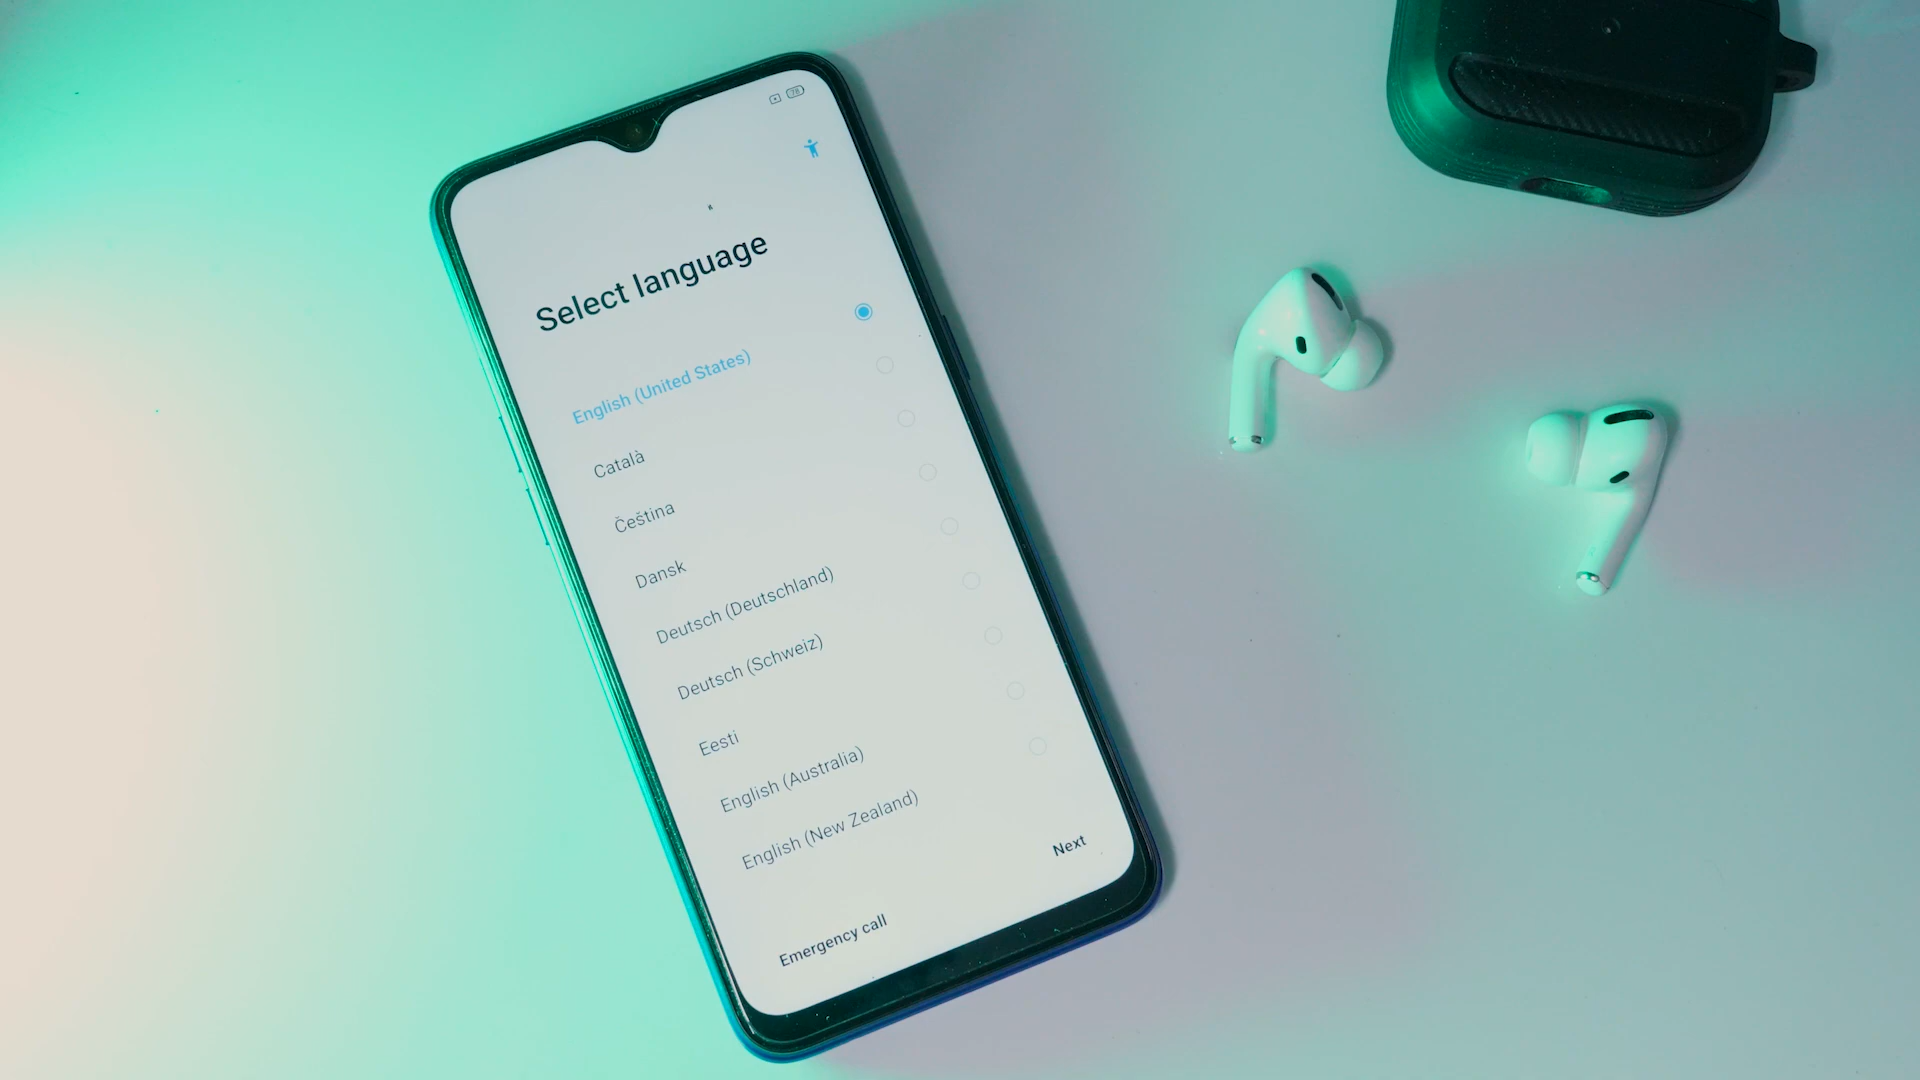 78
Select language
English (United States)
Català
Čeština
Dansk
Deutsch (Deutschland)
Deutsch (Schweiz)
Eesti
English (Australia)
English (New Zealand)
Next
Emergency call